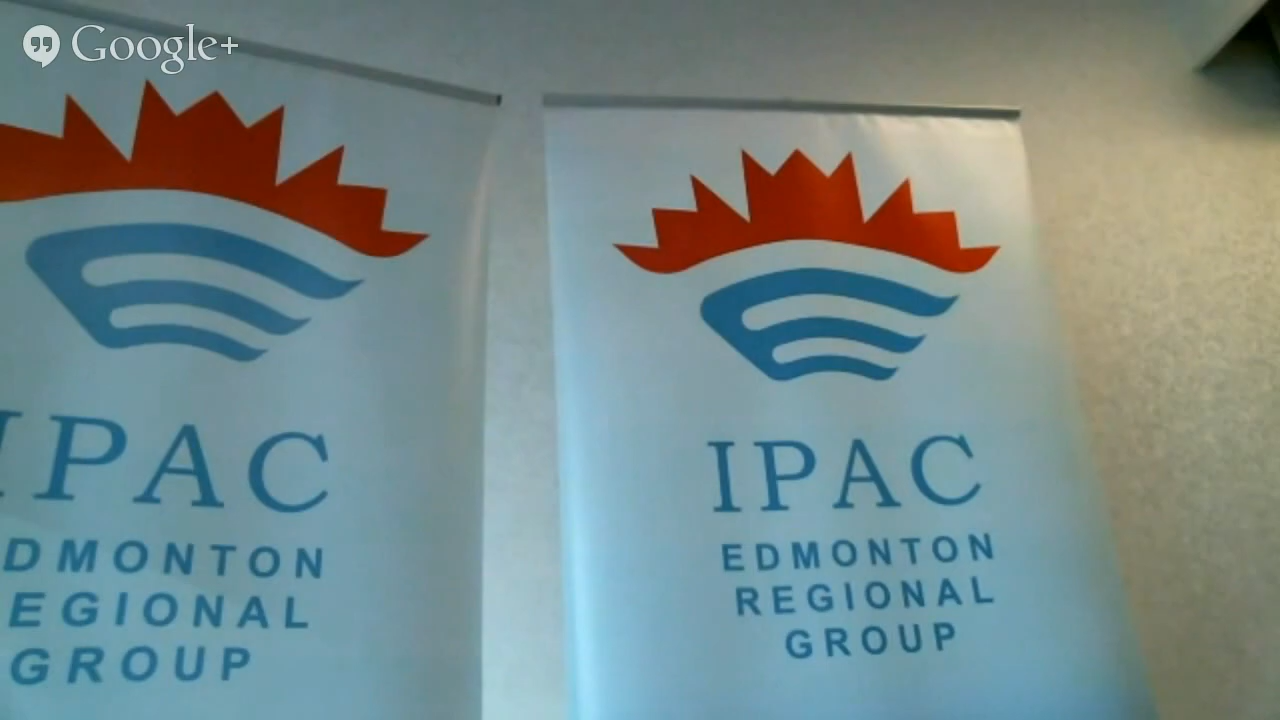 Google+
IPAC
EDMONTON
REGIONAL
GROUP
IPAC
EDMONTON
REGIONAL
GROUP